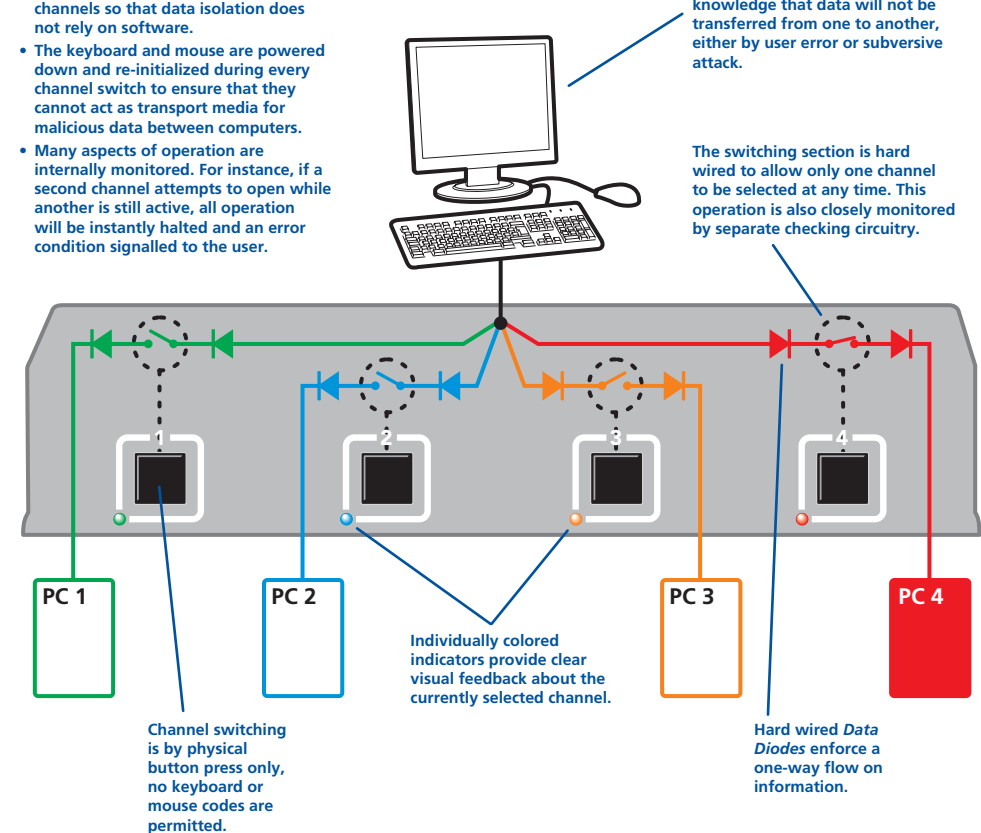 channels so that data isolation does
not rely on software.
• The keyboard and mouse are powered
down and re-initialized during every
channel switch to ensure that they
cannot act as transport media for
malicious data between computers.
• Many aspects of operation are
internally monitored. For instance, if a
second channel attempts to open while
another is still active, all operation
will be instantly halted and an error
condition signalled to the user.
knowledge that data will not be
transferred from one to another,
either by user error or subversive
attack.
The switching section is hard
wired to allow only one channel
to be selected at any time. This
operation is also closely monitored
by separate checking circuitry.
1
2
3
4
PC 1
PC 2
PC 3
PC 4
Individually colored
indicators provide clear
visual feedback about the
currently selected channel.
Channel switching
is by physical
button press only,
no keyboard or
mouse codes are
permitted.
Hard wired Data
Diodes enforce a
one-way flow on
information.